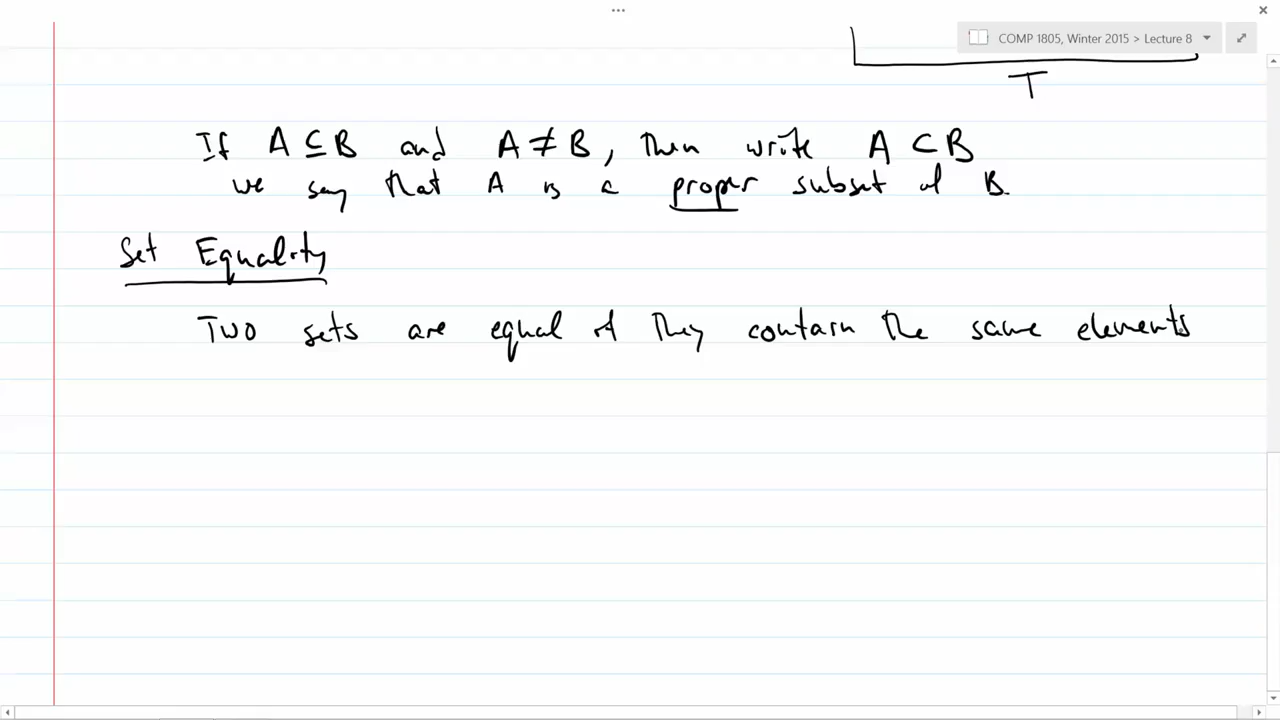 COMP 1805, Winter 2015 > Lecture 8
T
If A ⊆ B and A ≠ B, then write A ⊂ B
we say that A is a proper subset of B
Set Equality
Two sets are equal if they contain the same elements